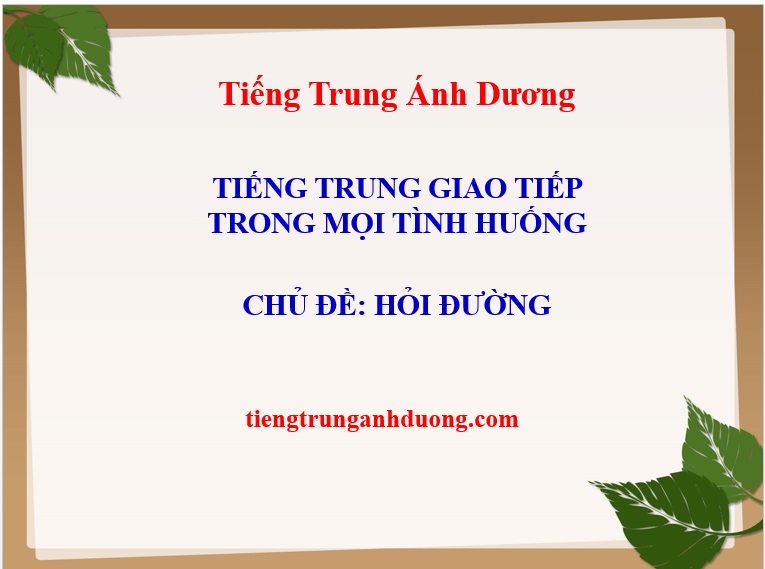 Tiếng Trung Ánh Dương
TIẾNG TRUNG GIAO TIẾP
TRONG MỌI TÌNH HUỐNG
CHỦ ĐỀ: HỎI ĐƯỜNG
tiengtrunganhduong.com